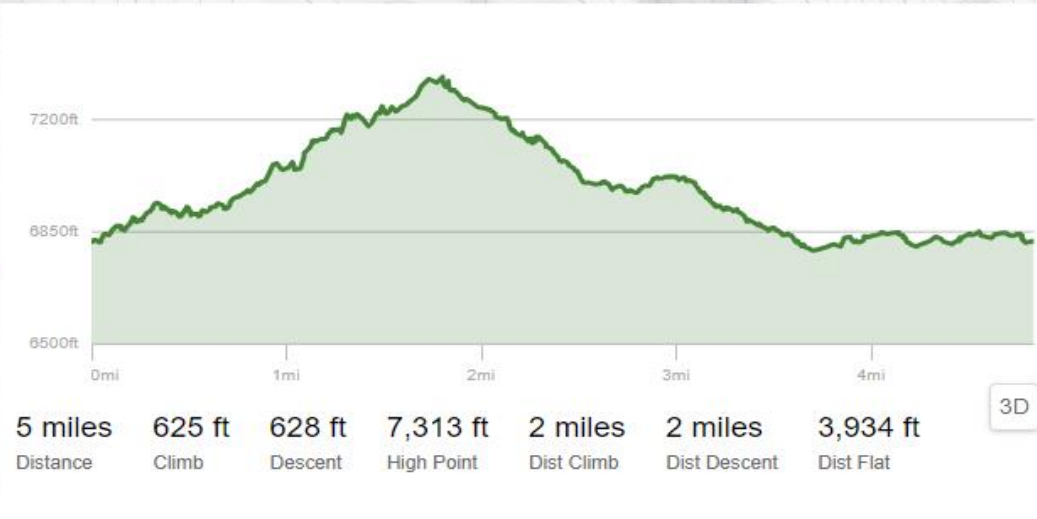 7200ft
6850ft
6500ft
0mi 1mi 2mi 3mi 4mi
3D
5 miles 625 ft 628 ft 7,313 ft 2 miles 2 miles 3,934 ft
Distance Climb Descent High Point Dist Climb Dist Descent Dist Flat